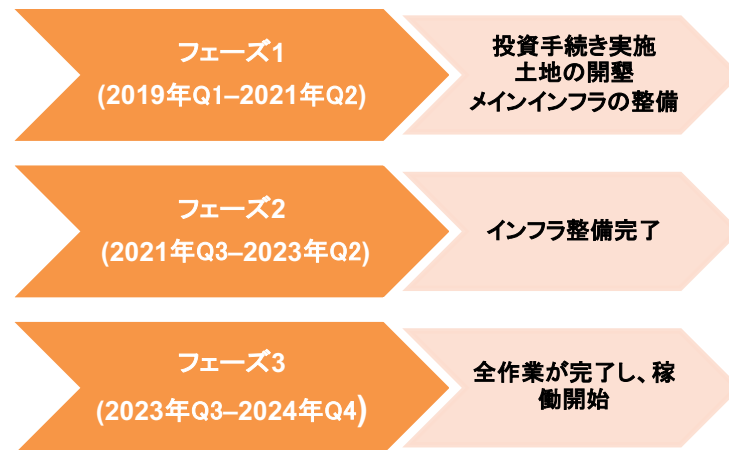 フェーズ1
(2019年Q1–2021年Q2)
投資手続き実施
土地の開墾
メインインフラの整備
フェーズ2
(2021年Q3–2023年Q2)
インフラ整備完了
フェーズ3
(2023年Q3–2024年Q4)
全作業が完了し、稼
働開始